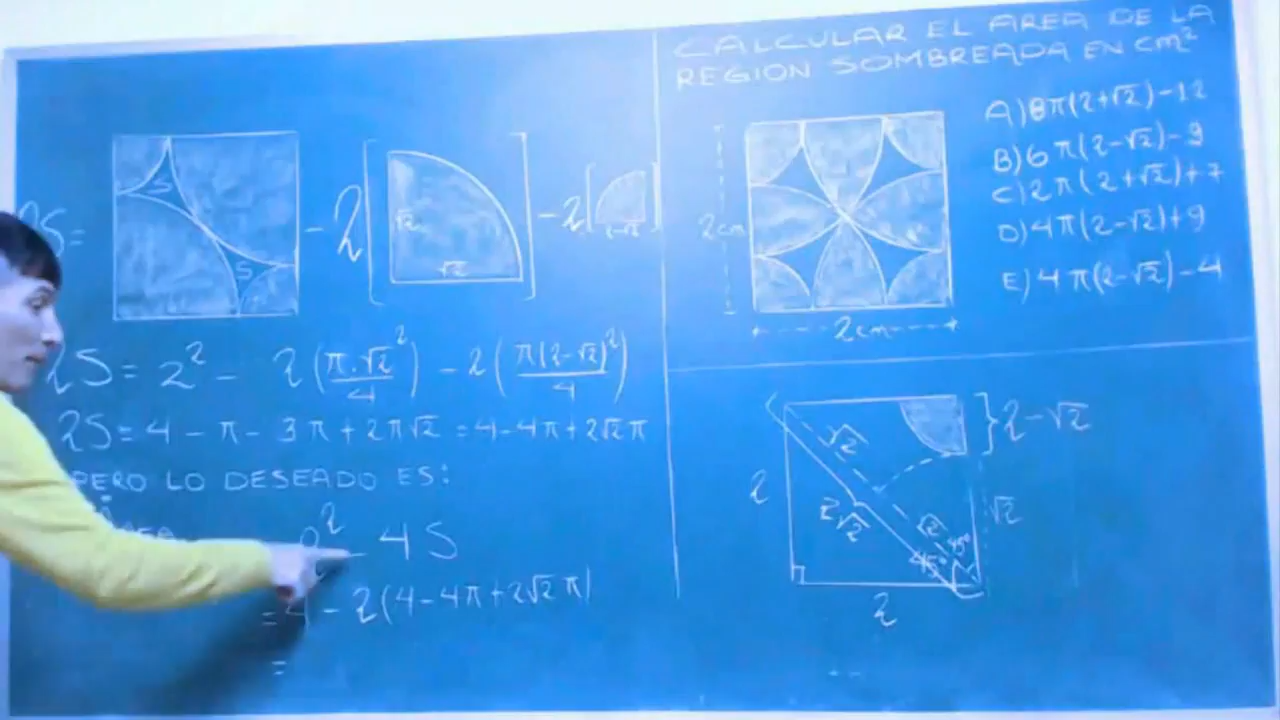 CALCULAR EL AREA DE LA
REGION SOMBREADA EN cm²
A) 8π(2+√2)-12
B) 6π(2-√2)-9
C) 2π(2+√2)+7
D) 4π(2-√2)+9
E) 4π(2-√2)-4
2cm
2cm
2S=
S
S
-2[
√2
√2
] -2[
2-√2
]
2S = 2² - 2(π.√2²/4) - 2(π(2-√2)²/4)
2S = 4 - π - 3π + 2π√2 = 4-4π+2√2π
PERO LO DESEADO ES:
2² - 4S
= 4 - 2(4-4π+2√2π)
=
}2-√2
√2
2
2√2
√2
√2
45°
45°
2